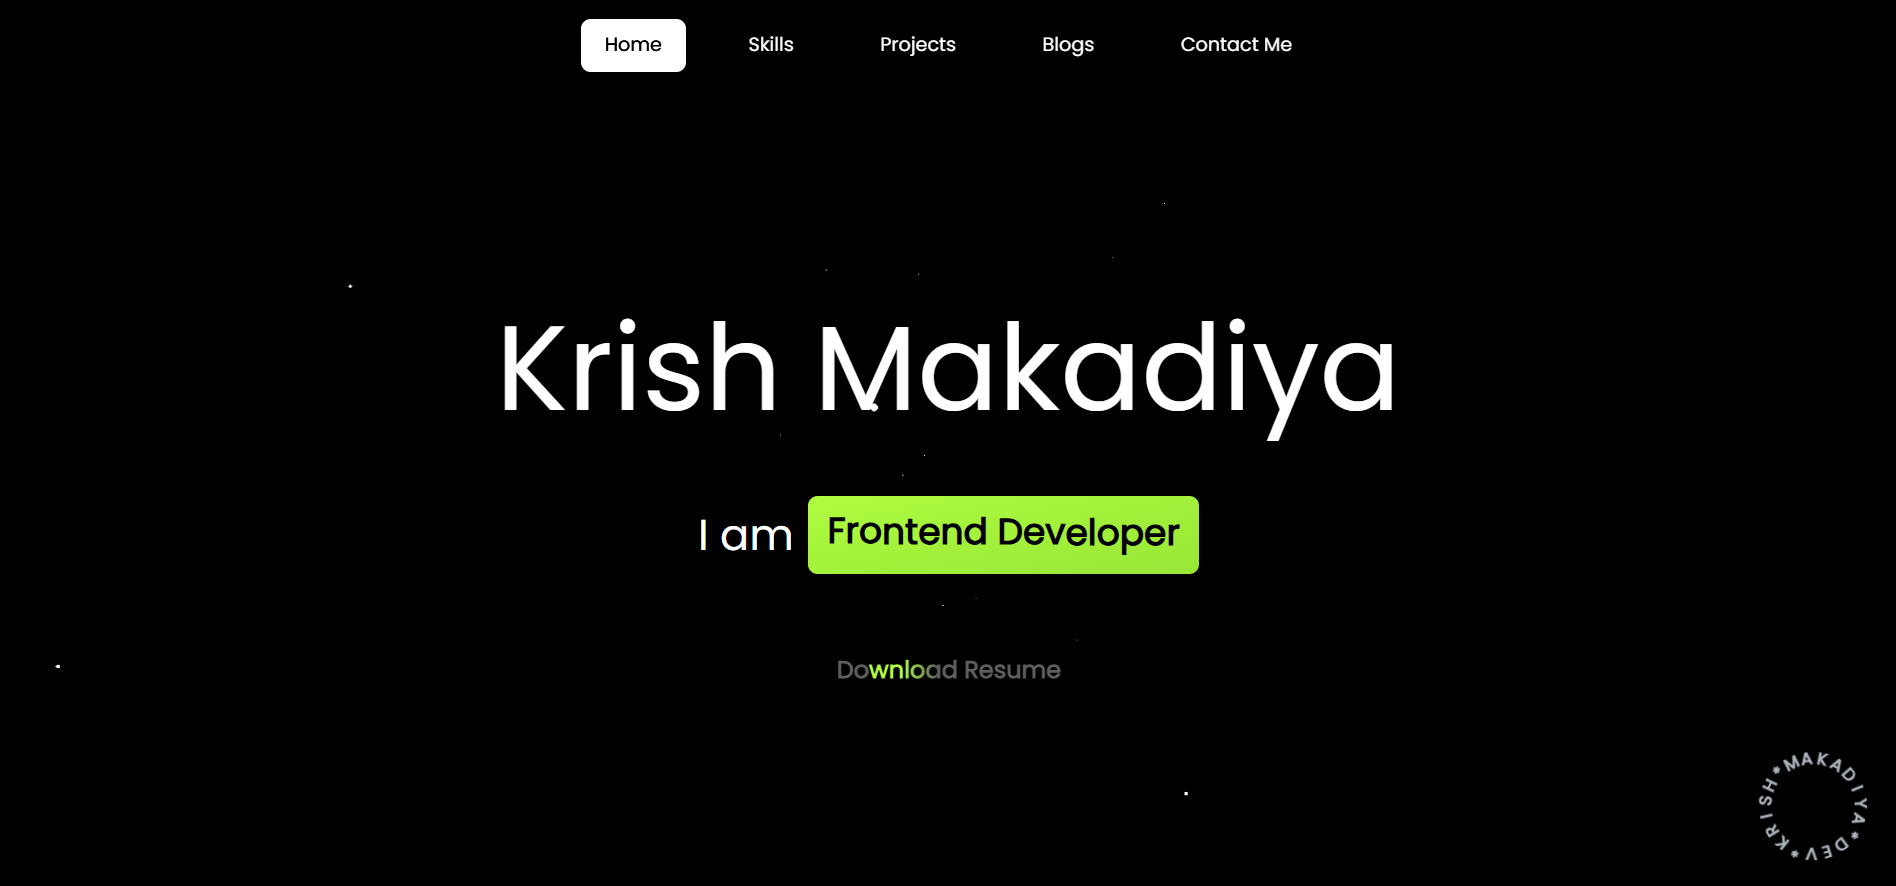 Home Skills Projects Blogs Contact Me
Krish Makadiya
I am Frontend Developer
Download Resume
KRISH*MAKADIYA*DEV*